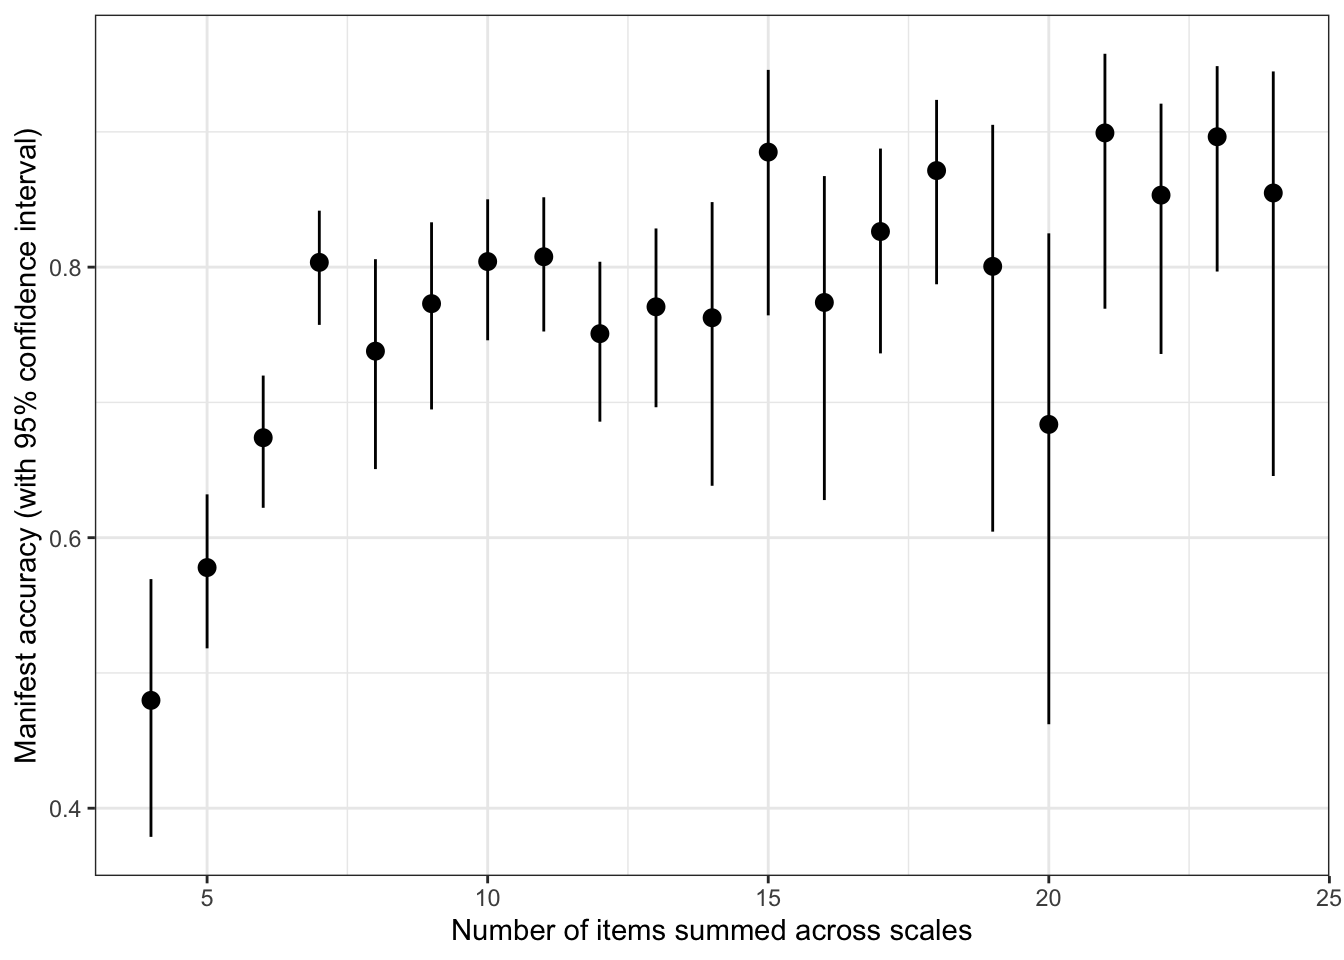 Manifest accuracy (with 95% confidence interval)
0.8
0.6
0.4
5 10 15 20 25
Number of items summed across scales